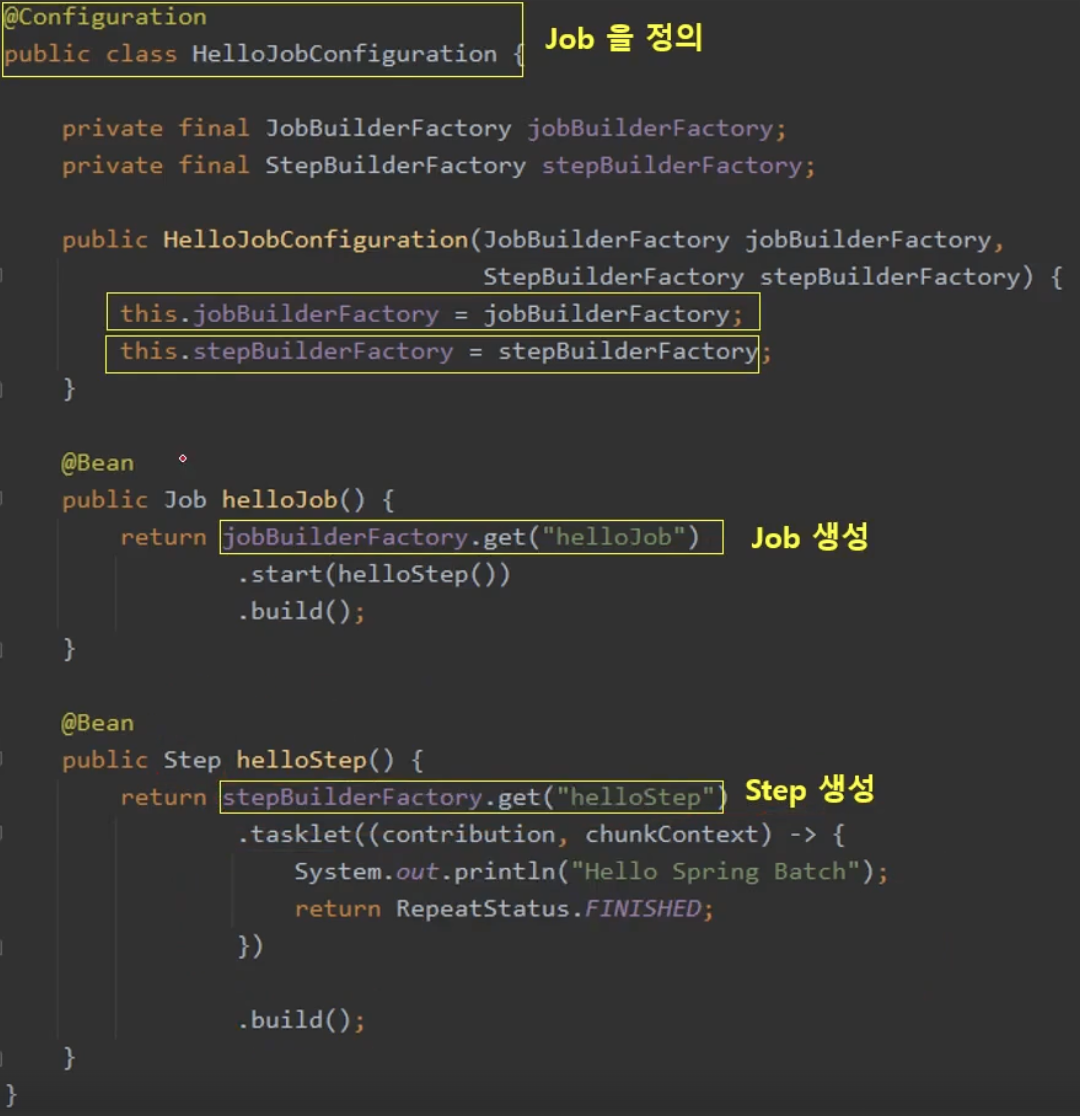 @Configuration
public class HelloJobConfiguration {
Job 을 정의
private final JobBuilderFactory jobBuilderFactory;
private final StepBuilderFactory stepBuilderFactory;
public HelloJobConfiguration(JobBuilderFactory jobBuilderFactory,
StepBuilderFactory stepBuilderFactory) {
this.jobBuilderFactory = jobBuilderFactory;
this.stepBuilderFactory = stepBuilderFactory;
}
@Bean
public Job helloJob() {
return jobBuilderFactory.get("helloJob")
Job 생성
.start(helloStep())
.build();
}
@Bean
public Step helloStep() {
return stepBuilderFactory.get("helloStep")
Step 생성
.tasklet((contribution, chunkContext) -> {
System.out.println("Hello Spring Batch");
return RepeatStatus.FINISHED;
})
.build();
}
}